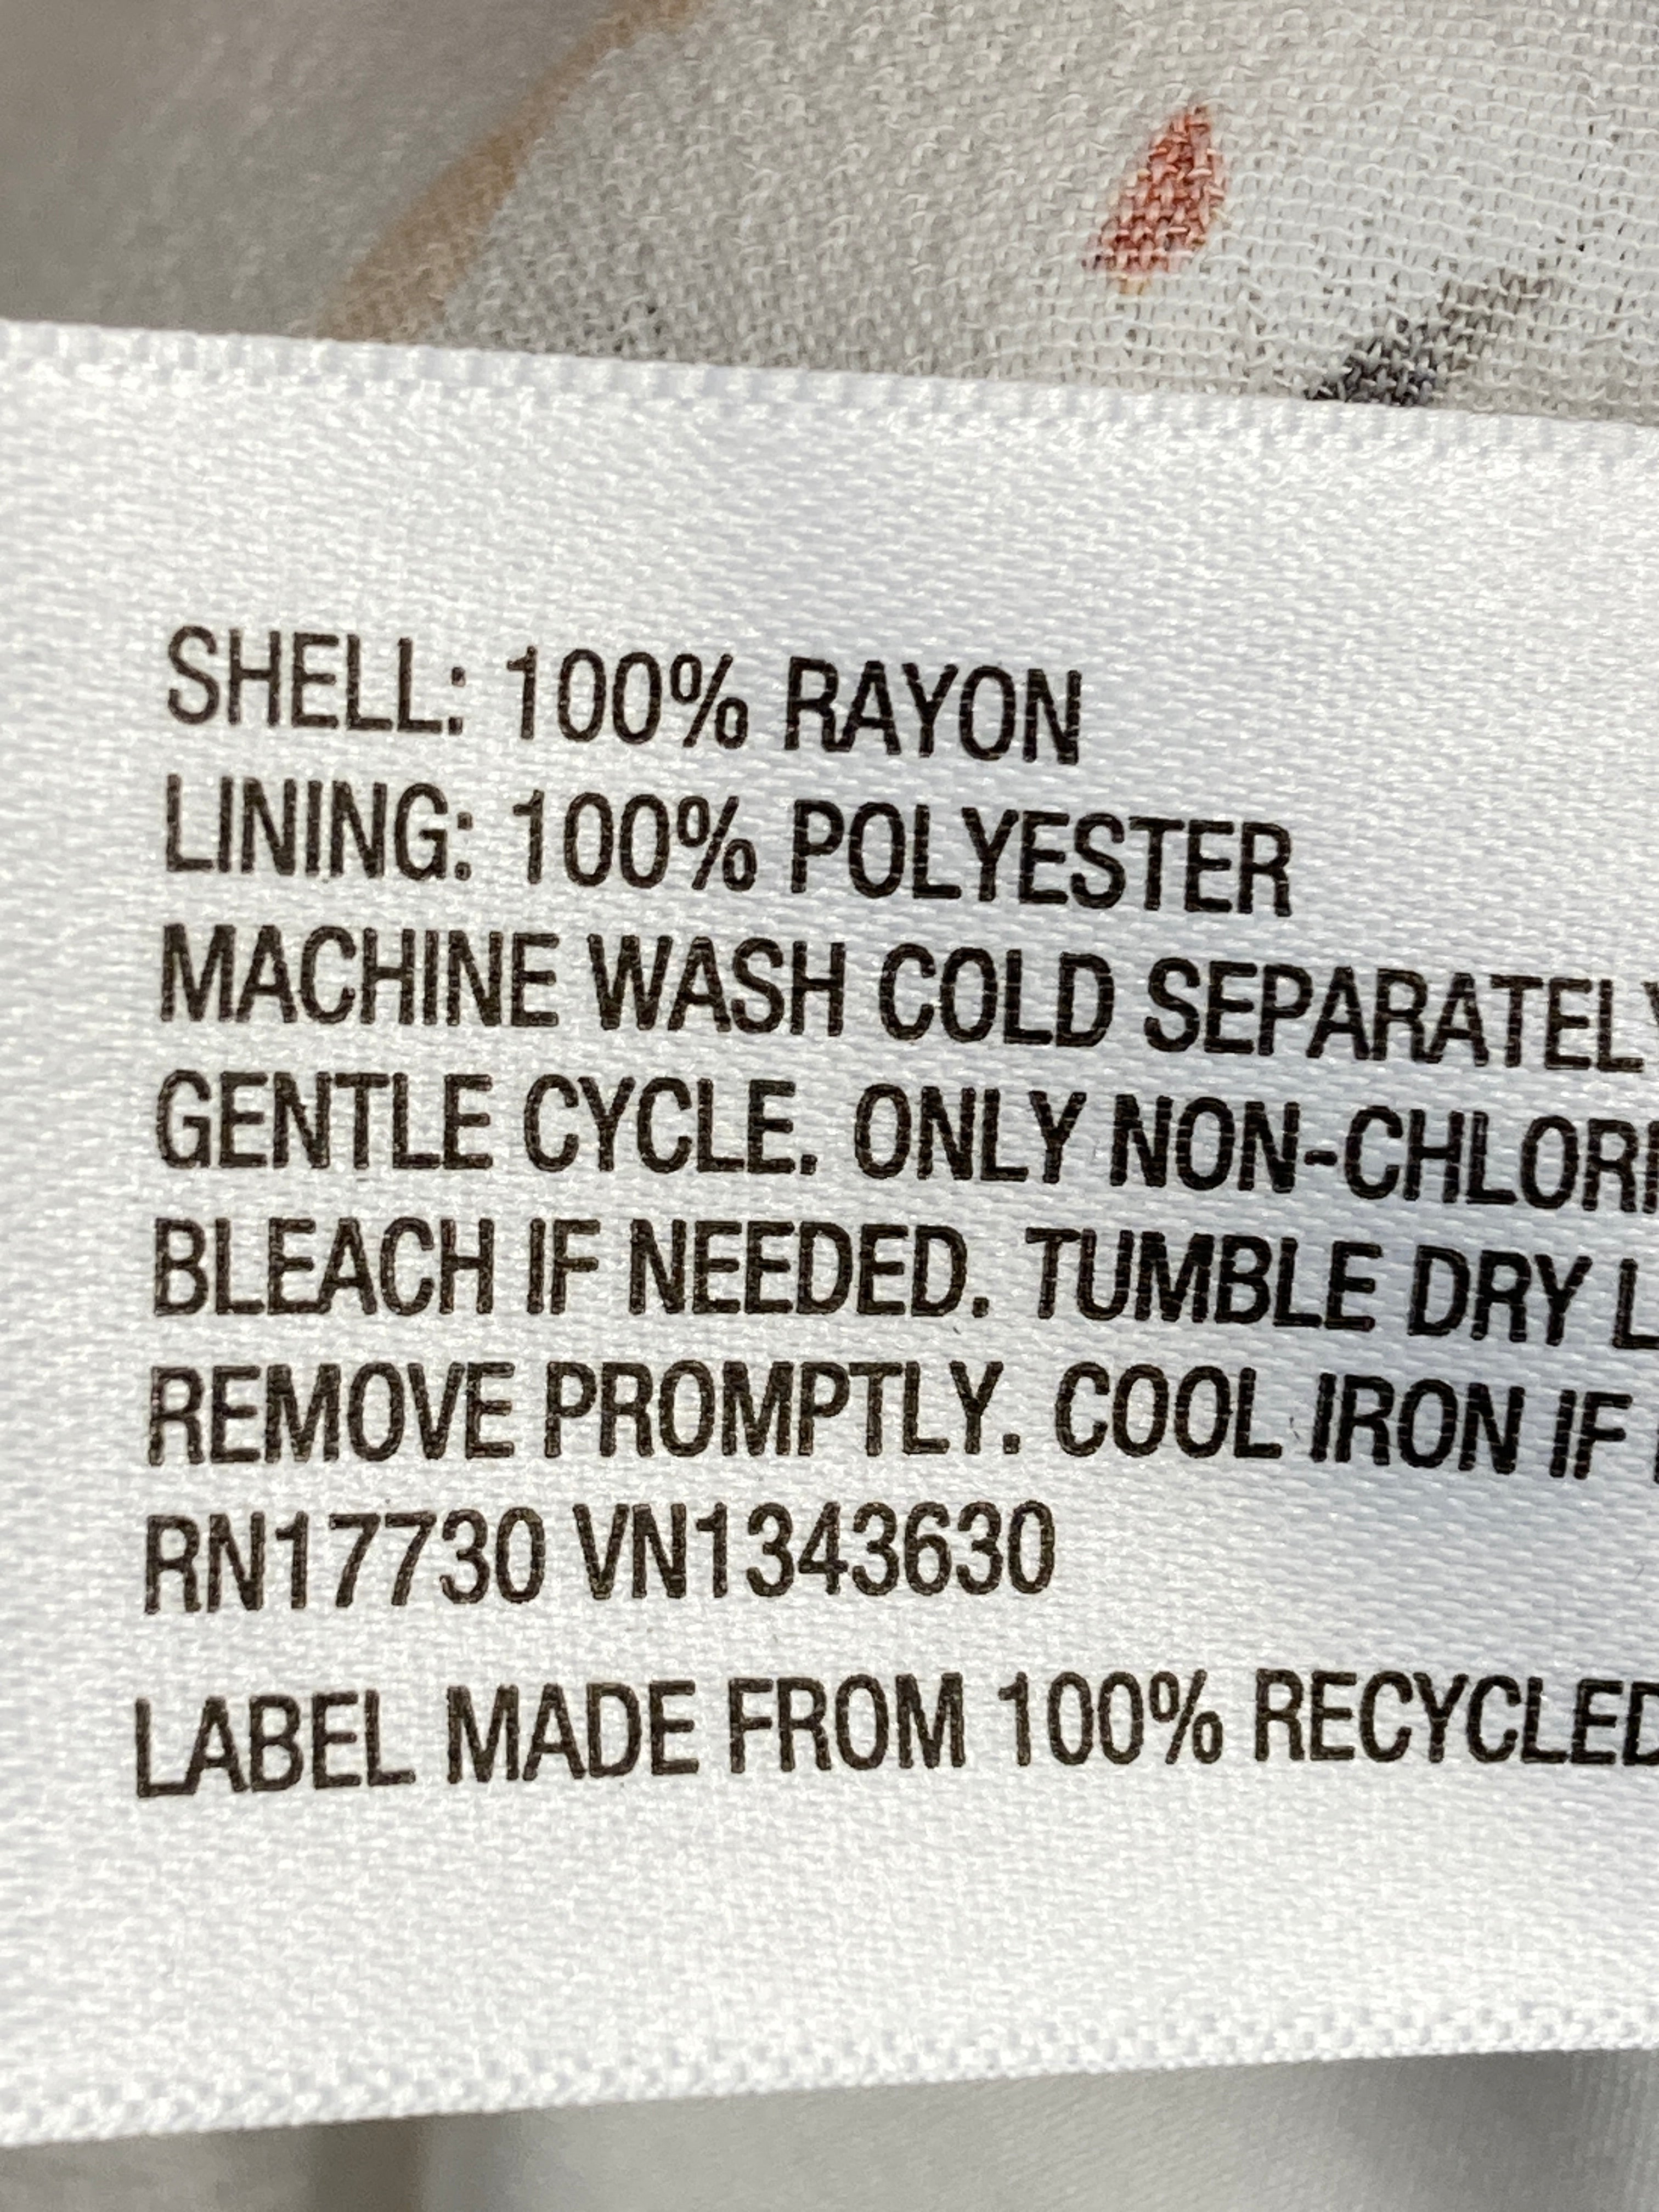 SHELL: 100% RAYON
LINING: 100% POLYESTER
MACHINE WASH COLD SEPARATELY
GENTLE CYCLE. ONLY NON-CHLORI
BLEACH IF NEEDED. TUMBLE DRY L
REMOVE PROMPTLY. COOL IRON IF
RN17730 VN1343630
LABEL MADE FROM 100% RECYCLED